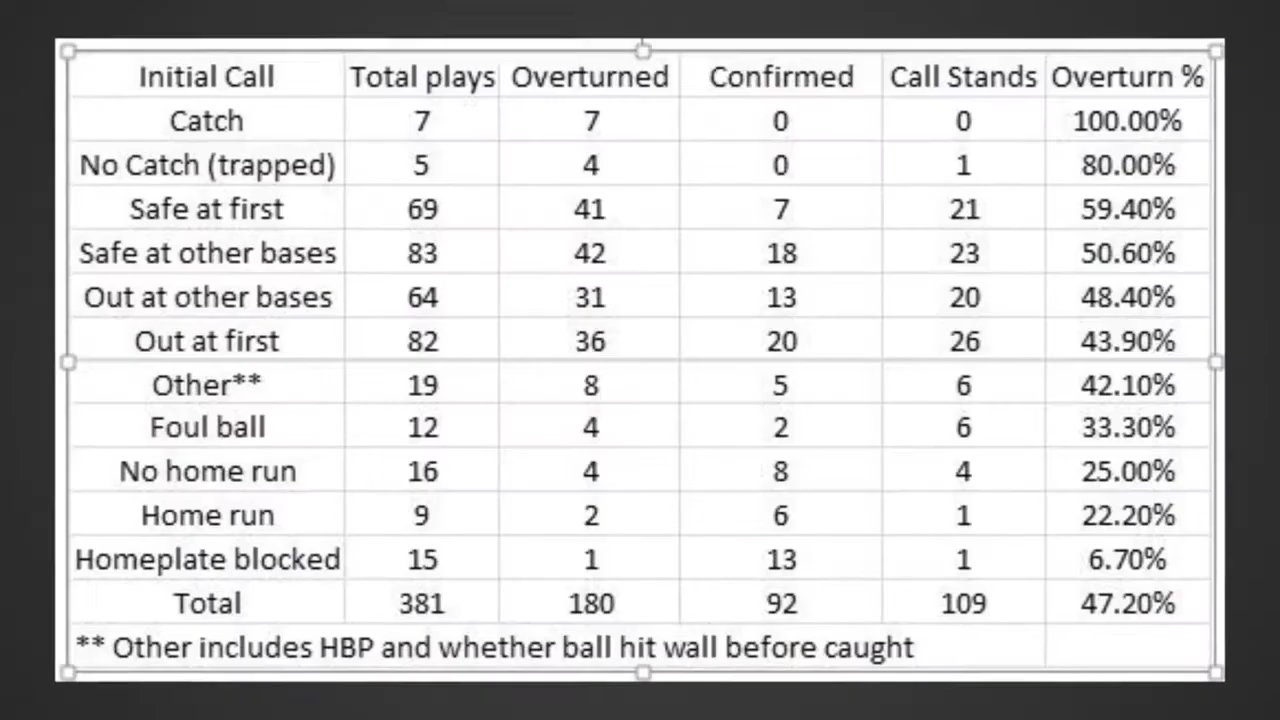 Initial Call Total plays Overturned Confirmed Call Stands Overturn %
Catch 7 7 0 0 100.00%
No Catch (trapped) 5 4 0 1 80.00%
Safe at first 69 41 7 21 59.40%
Safe at other bases 83 42 18 23 50.60%
Out at other bases 64 31 13 20 48.40%
Out at first 82 36 20 26 43.90%
Other** 19 8 5 6 42.10%
Foul ball 12 4 2 6 33.30%
No home run 16 4 8 4 25.00%
Home run 9 2 6 1 22.20%
Homeplate blocked 15 1 13 1 6.70%
Total 381 180 92 109 47.20%
** Other includes HBP and whether ball hit wall before caught